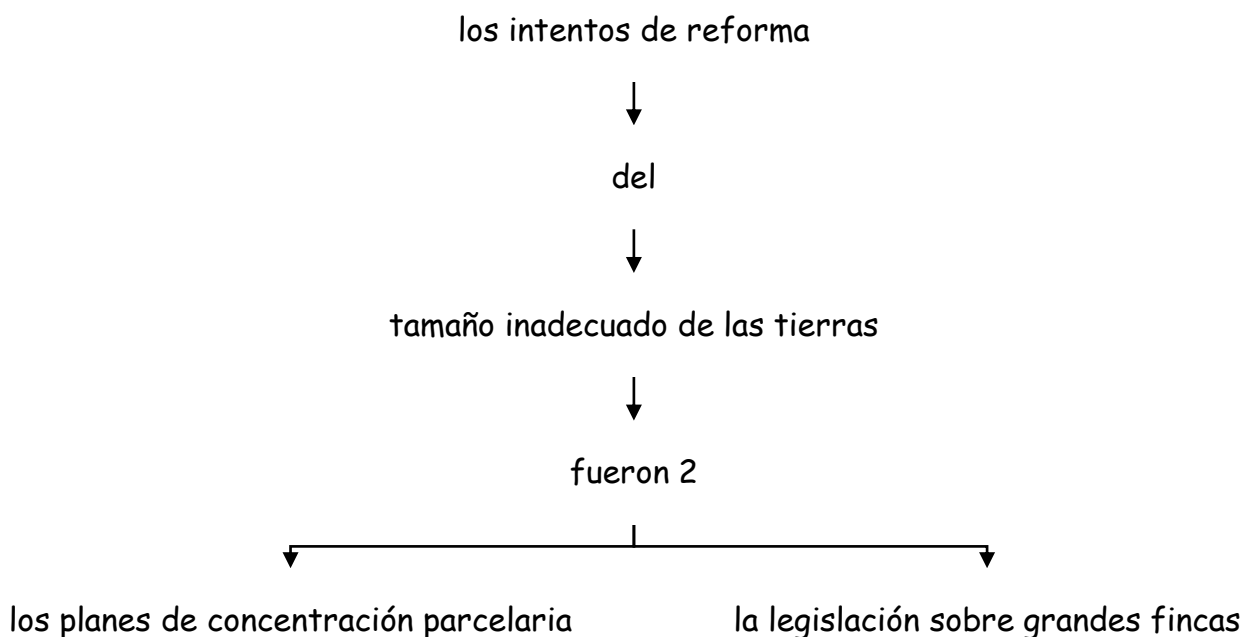 los intentos de reforma
del
tamaño inadecuado de las tierras
fueron 2
los planes de concentración parcelaria
la legislación sobre grandes fincas